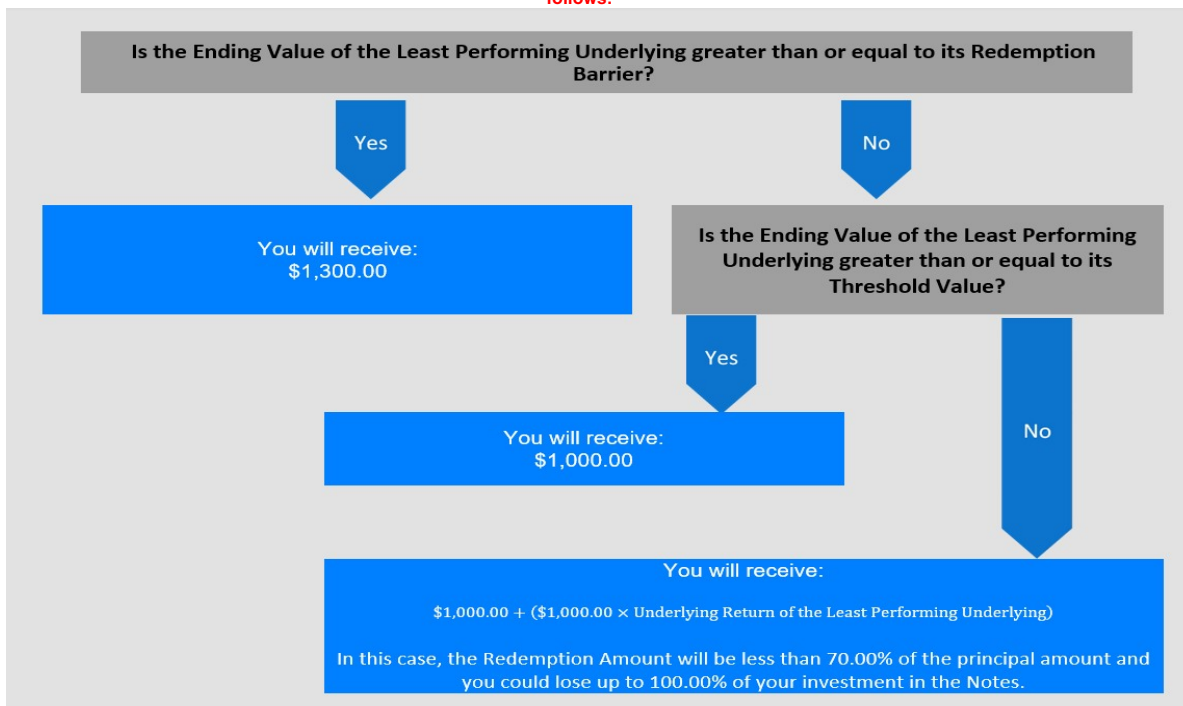 follows:
Is the Ending Value of the Least Performing Underlying greater than or equal to its Redemption
Barrier?
Yes
No
You will receive:
$1,300.00
Is the Ending Value of the Least Performing
Underlying greater than or equal to its
Threshold Value?
Yes
No
You will receive:
$1,000.00
You will receive:
$1,000.00 + ($1,000.00 × Underlying Return of the Least Performing Underlying)
In this case, the Redemption Amount will be less than 70.00% of the principal amount and
you could lose up to 100.00% of your investment in the Notes.